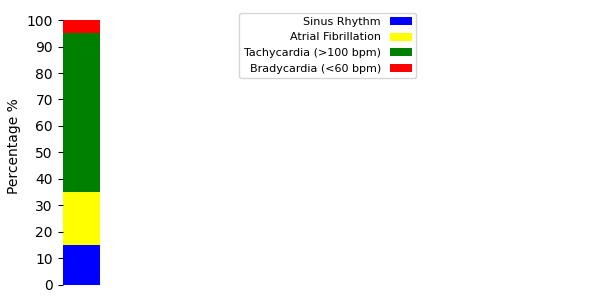 100
90
80
70
60
50
40
30
20
10
0
Percentage %
Sinus Rhythm
Atrial Fibrillation
Tachycardia (>100 bpm)
Bradycardia (<60 bpm)